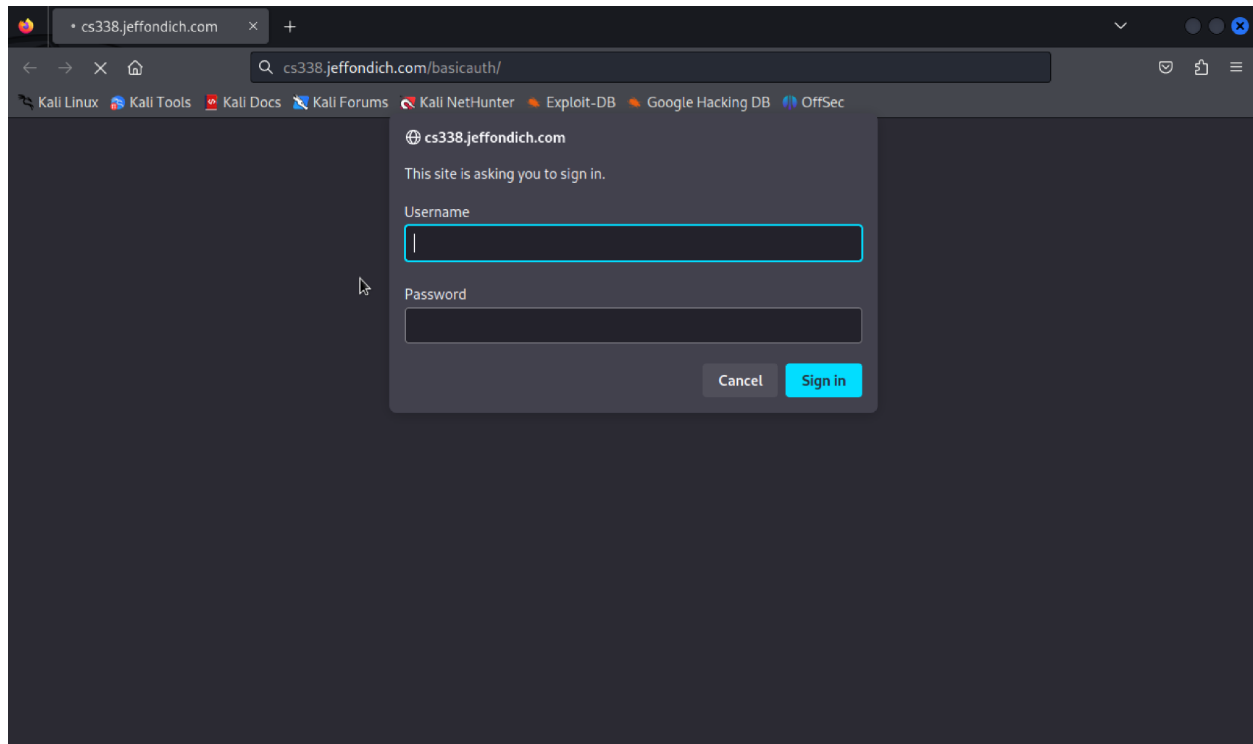 cs338.jeffondich.com
cs338.jeffondich.com/basicauth/
Kali Linux Kali Tools Kali Docs Kali Forums Kali NetHunter Exploit-DB Google Hacking DB OffSec
cs338.jeffondich.com
This site is asking you to sign in.
Username
Password
Cancel Sign in